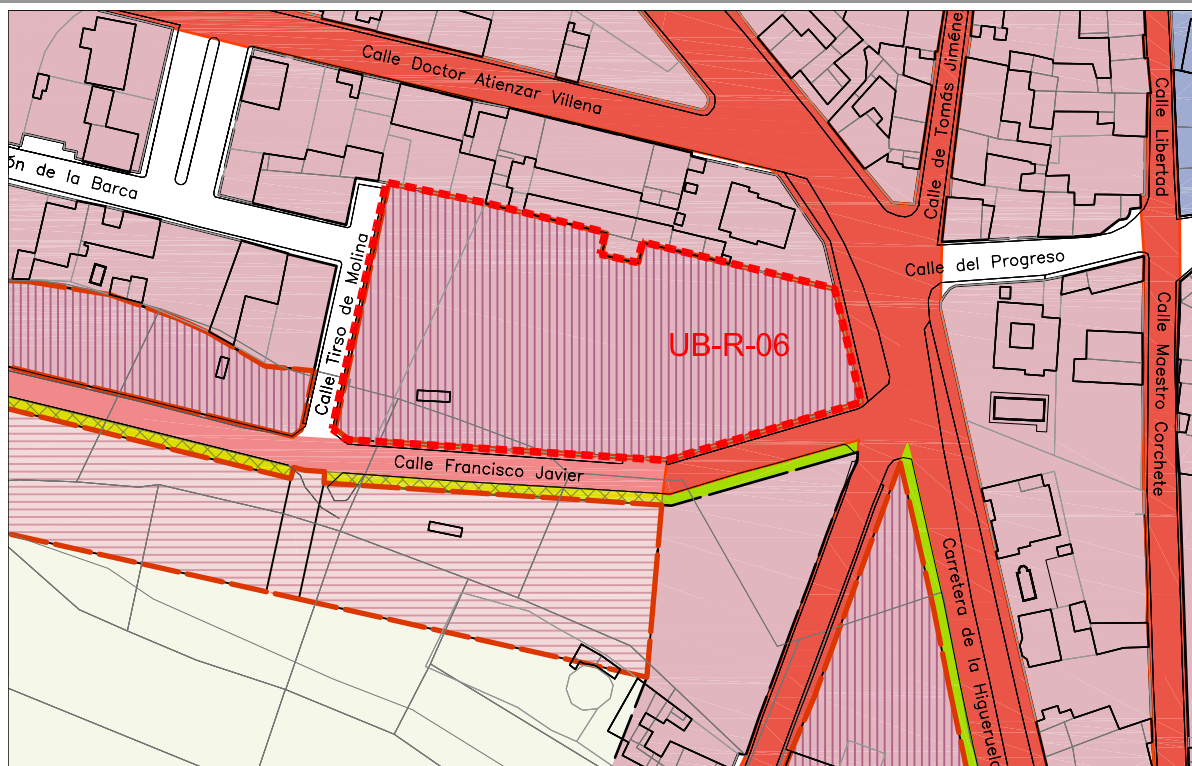 Calle Doctor Atienzar Villena
Calle de Tomás Jiméne
Calle Libertad
ón de la Barca
Calle Tirso de Molina
Calle del Progreso
UB-R-06
Calle Maestro Corchete
Calle Francisco Javier
Carretera de la Higueruela